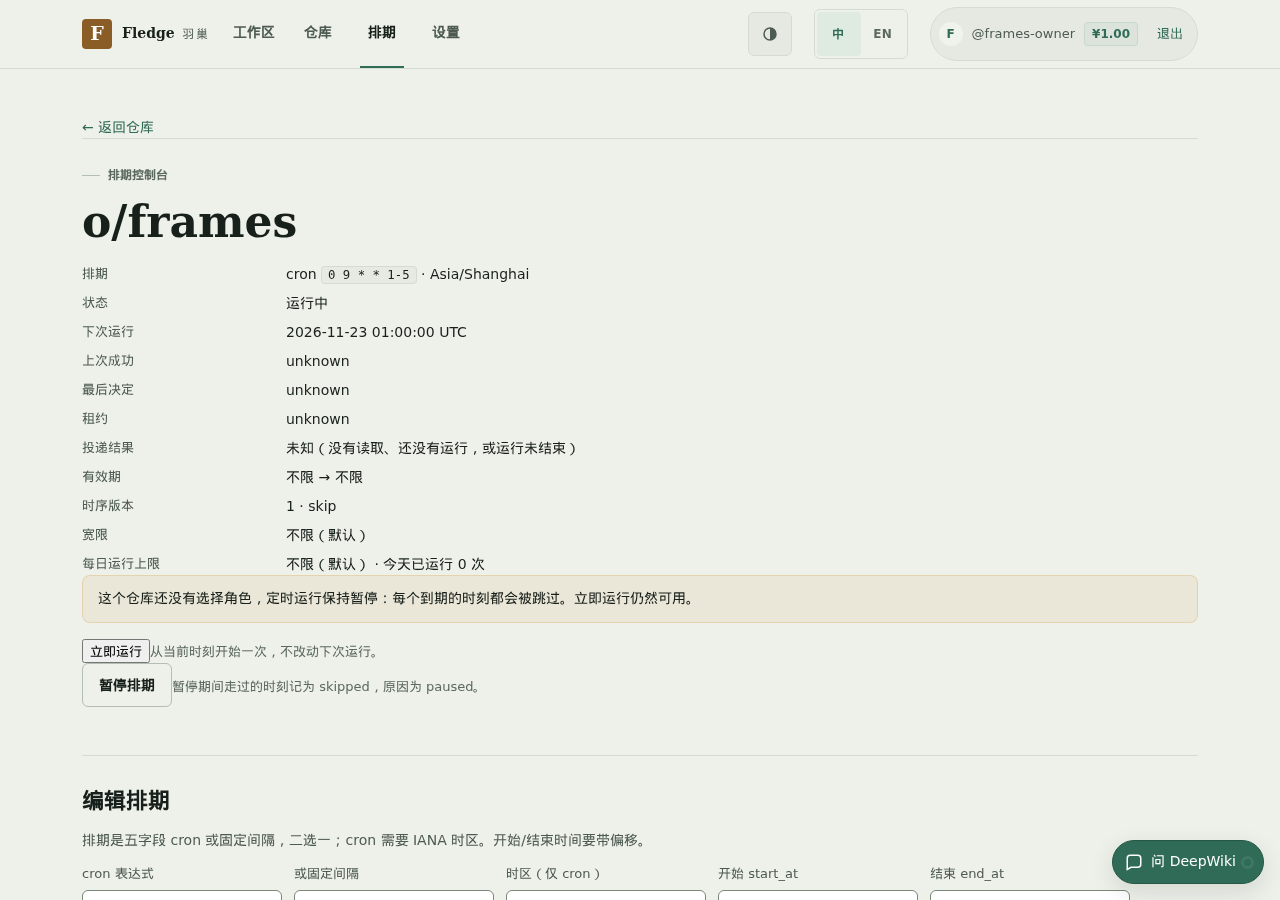 F Fledge 羽巢 工作区 仓库 排期 设置 中 EN F @frames-owner ¥1.00 退出
← 返回仓库
排期控制台
o/frames
排期 cron 0 9 * * 1-5 · Asia/Shanghai
状态 运行中
下次运行 2026-11-23 01:00:00 UTC
上次成功 unknown
最后决定 unknown
租约 unknown
投递结果 未知（没有读取、还没有运行，或运行未结束）
有效期 不限 → 不限
时序版本 1 · skip
宽限 不限（默认）
每日运行上限 不限（默认） · 今天已运行 0 次
这个仓库还没有选择角色，定时运行保持暂停：每个到期的时刻都会被跳过。立即运行仍然可用。
立即运行 从当前时刻开始一次，不改动下次运行。
暂停排期 暂停期间走过的时刻记为 skipped，原因为 paused。
编辑排期
排期是五字段 cron 或固定间隔，二选一；cron 需要 IANA 时区。开始/结束时间要带偏移。
cron 表达式 或固定间隔 时区（仅 cron） 开始 start_at 结束 end_at
问 DeepWiki